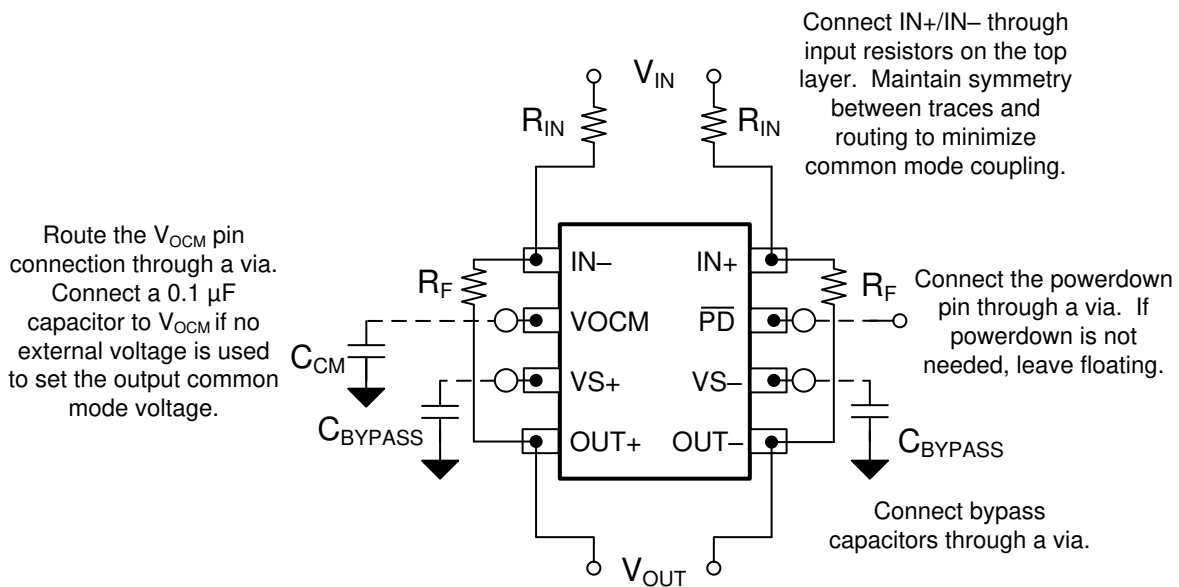 Connect IN+/IN– through
input resistors on the top
layer. Maintain symmetry
between traces and
routing to minimize
common mode coupling.
V_IN
R_IN
R_IN
Route the V_OCM pin
connection through a via.
Connect a 0.1 µF
capacitor to V_OCM if no
external voltage is used
to set the output common
mode voltage.
R_F
IN–
IN+
R_F
VOCM
P̅D̅
C_CM
VS+
VS–
C_BYPASS
OUT+
OUT–
C_BYPASS
Connect the powerdown
pin through a via. If
powerdown is not
needed, leave floating.
Connect bypass
capacitors through a via.
V_OUT